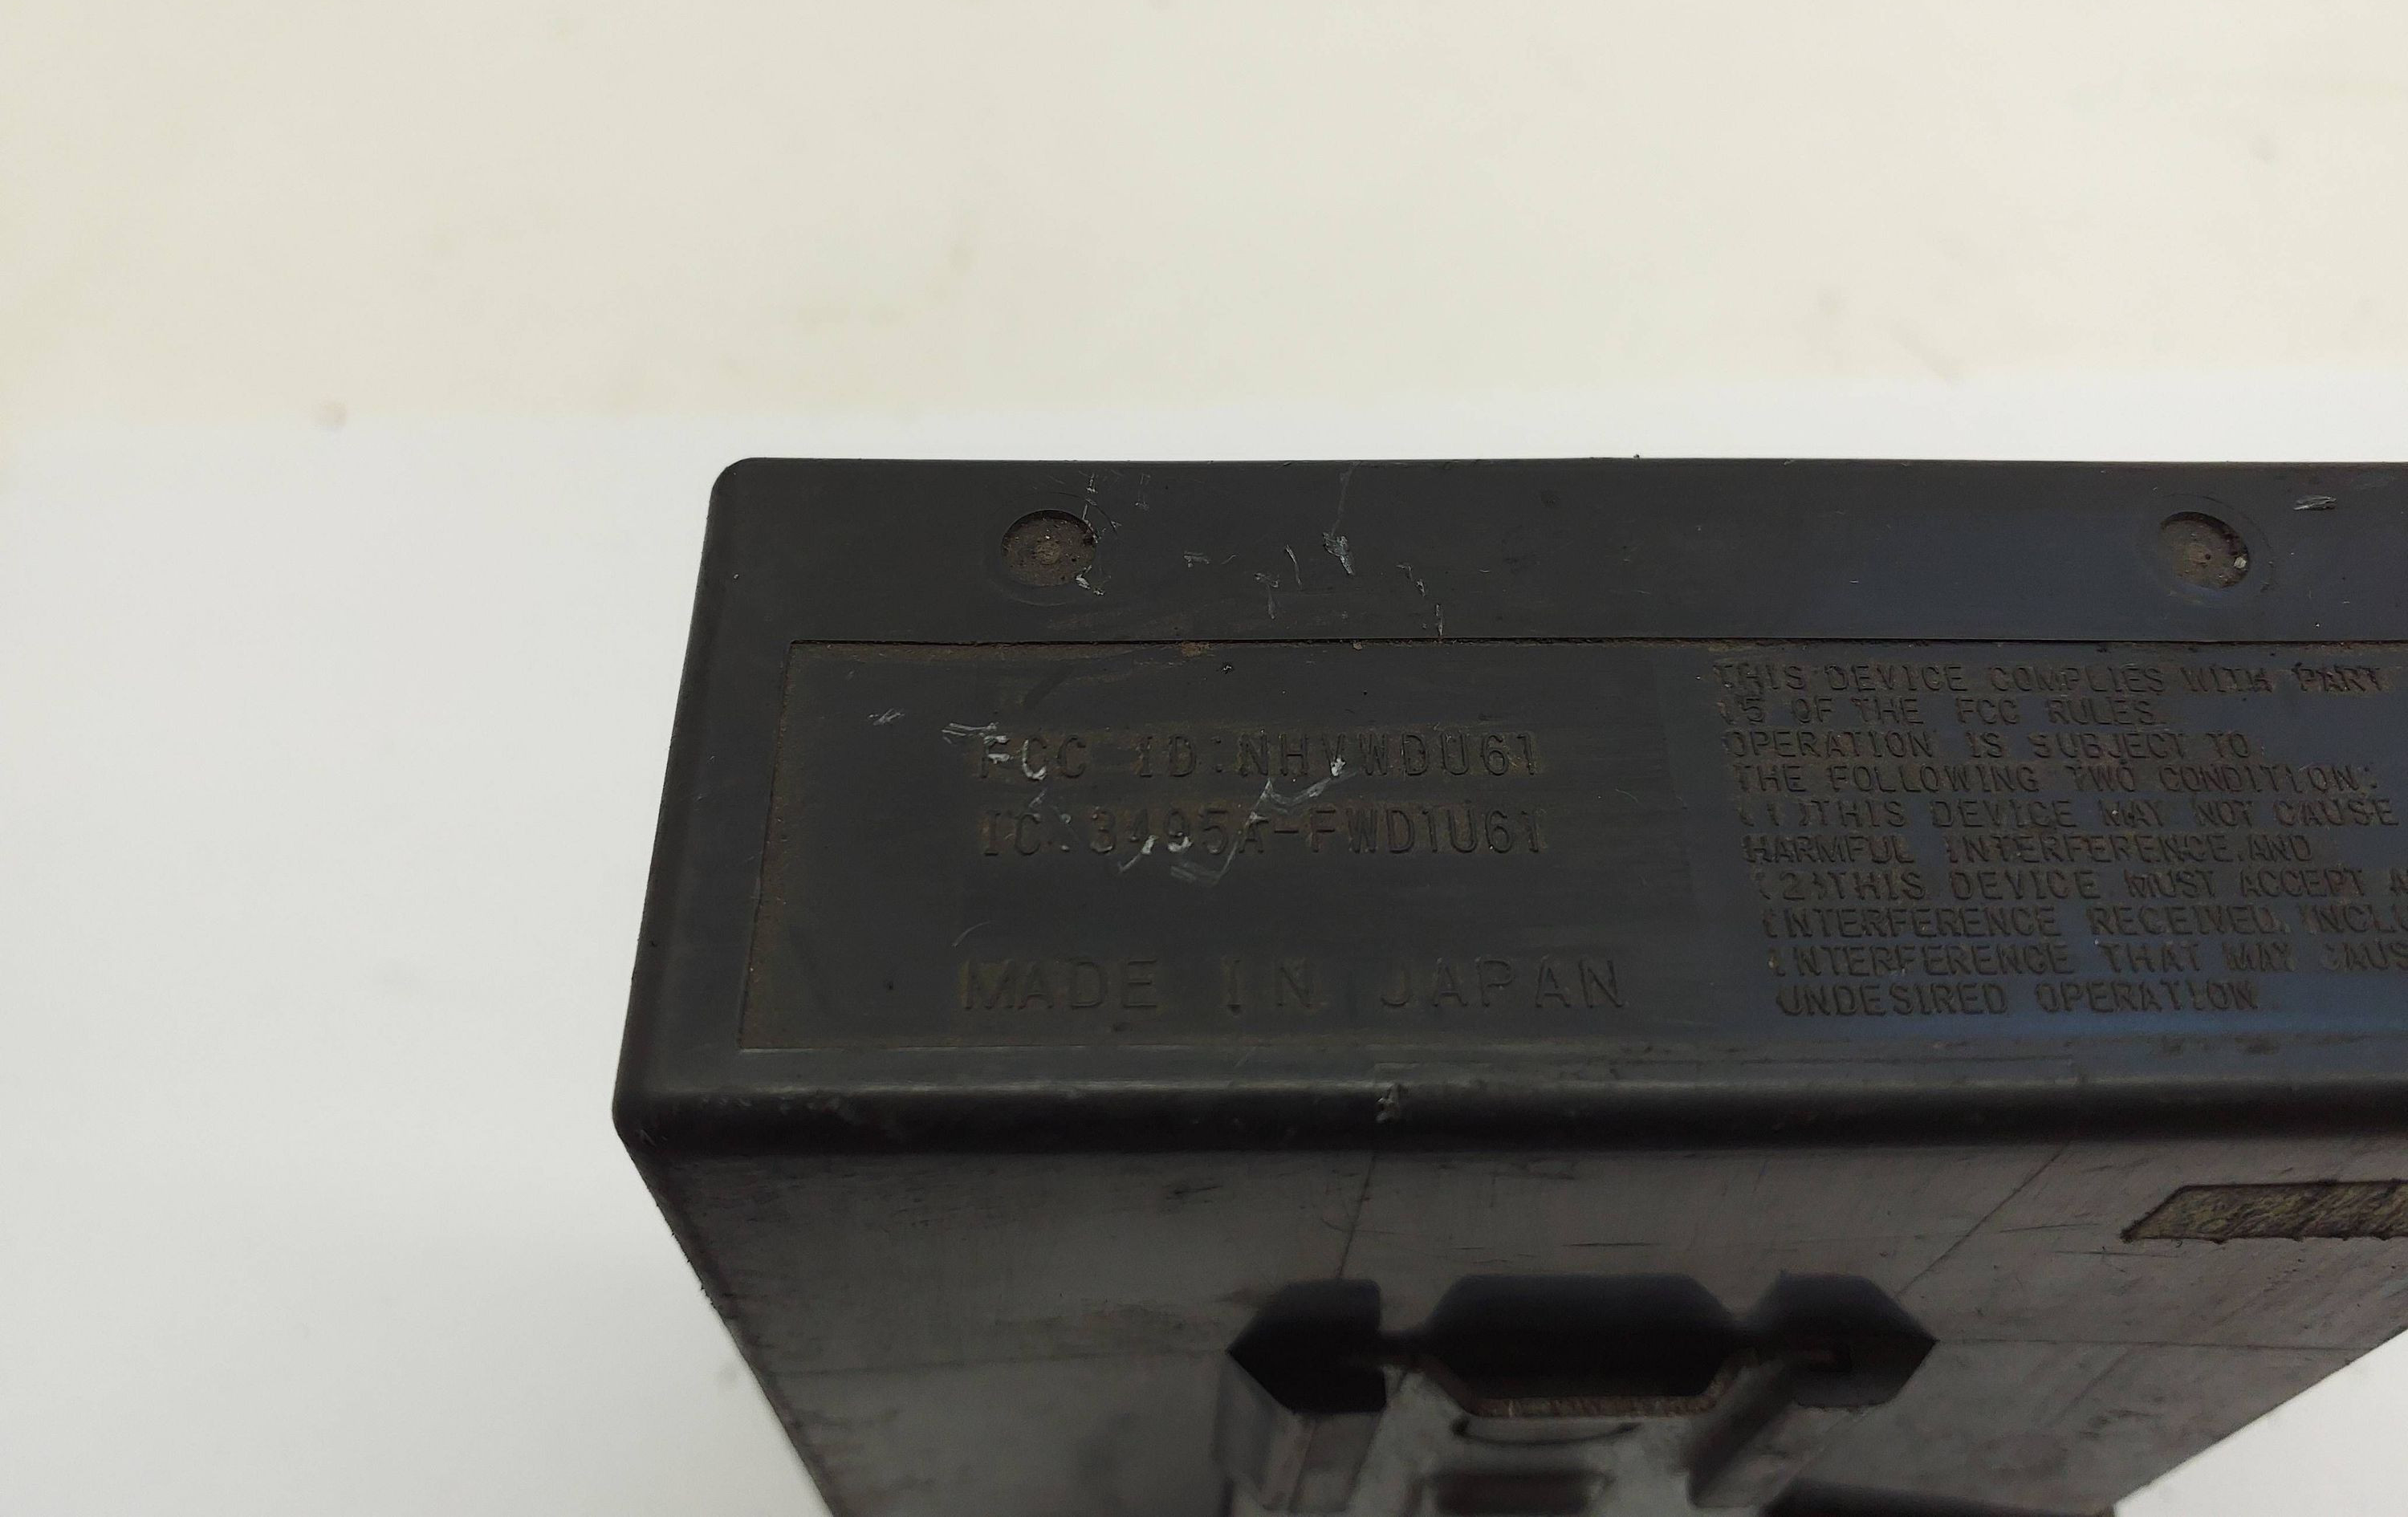 FCC ID:NHVWDU61
IC:3495A-FWD1U61
MADE IN JAPAN
THIS DEVICE COMPLIES WITH PART
15 OF THE FCC RULES.
OPERATION IS SUBJECT TO
THE FOLLOWING TWO CONDITION:
(1)THIS DEVICE MAY NOT CAUSE
HARMFUL INTERFERENCE,AND
(2)THIS DEVICE MUST ACCEPT
INTERFERENCE RECEIVED,
INTERFERENCE THAT MAY
UNDESIRED OPERATION.